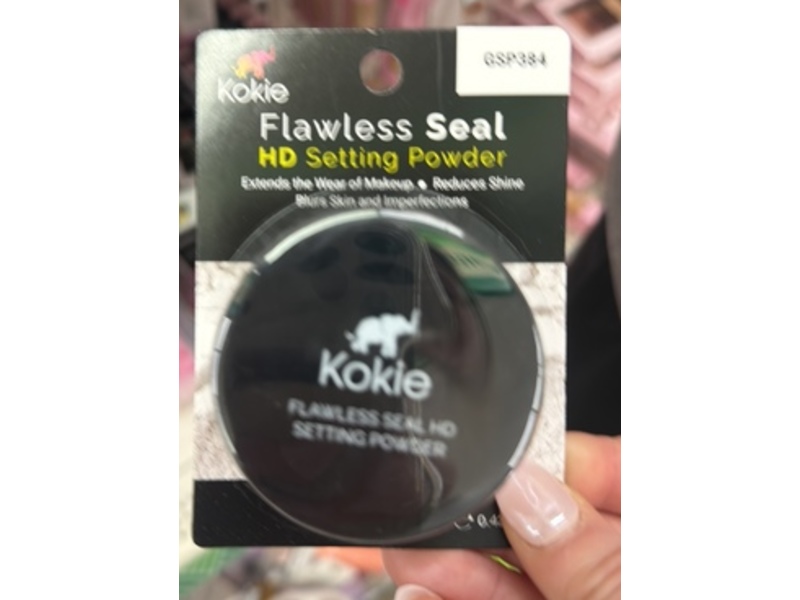 GSP384
Kokie
Flawless Seal
HD Setting Powder
Extends the Wear of Makeup • Reduces Shine
Blurs Skin and Imperfections
Kokie
FLAWLESS SEAL HD
SETTING POWDER